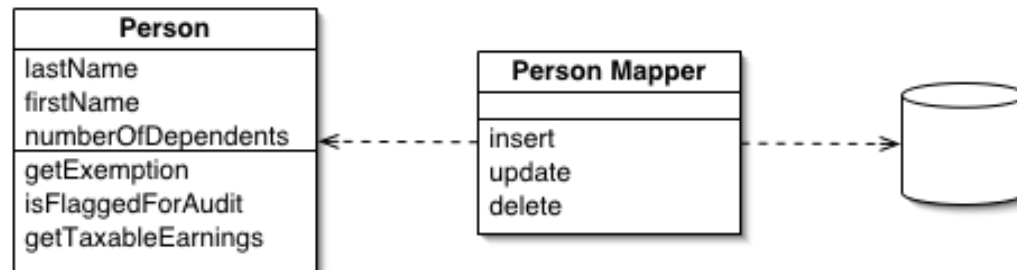 Person
lastName
firstName
numberOfDependents
getExemption
isFlaggedForAudit
getTaxableEarnings
Person Mapper
insert
update
delete